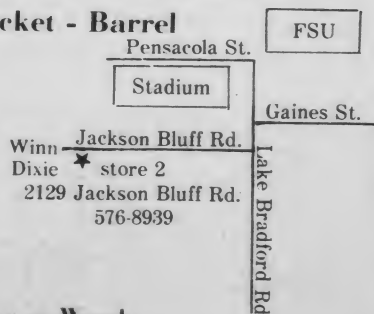 cket - Barrel
FSU
Pensacola St.
Stadium
Gaines St.
Jackson Bluff Rd.
Winn
Dixie ★ store 2
2129 Jackson Bluff Rd.
576-8939
Lake Bradford Rd